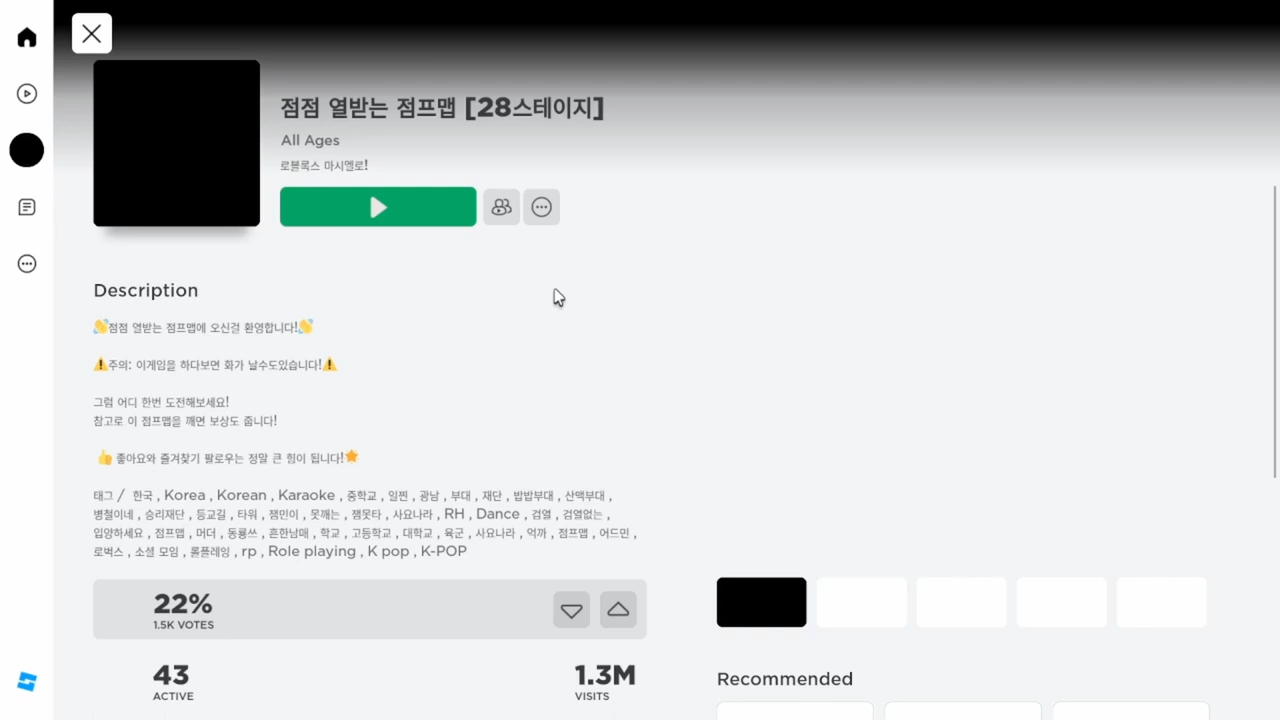 점점 열받는 점프맵 [28스테이지]
All Ages
로블록스 마시멜로!
Description
👋점점 열받는 점프맵에 오신걸 환영합니다!👋
⚠️주의: 이게임을 하다보면 화가 날수도있습니다!⚠️
그럼 어디 한번 도전해보세요!
참고로 이 점프맵을 깨면 보상도 줍니다!
👍 좋아요와 즐겨찾기 팔로우는 정말 큰 힘이 됩니다!🌟
태그 / 한국 , Korea , Korean , Karaoke , 중학교 , 일찐 , 광남 , 부대 , 재단 , 밥밥부대 , 산맥부대 ,
병철이네 , 승리재단 , 등교길 , 타워 , 잼민이 , 못깨는 , 잼못타 , 사요나라 , RH , Dance , 검열 , 검열없는 ,
입양하세요 , 점프맵 , 머더 , 동룡쓰 , 흔한남매 , 학교 , 고등학교 , 대학교 , 육군 , 사요나라 , 억까 , 점프맵 , 어드민 ,
로벅스 , 소셜 모임 , 롤플레잉 , rp , Role playing , K pop , K-POP
22%
1.5K VOTES
43
ACTIVE
1.3M
VISITS
Recommended